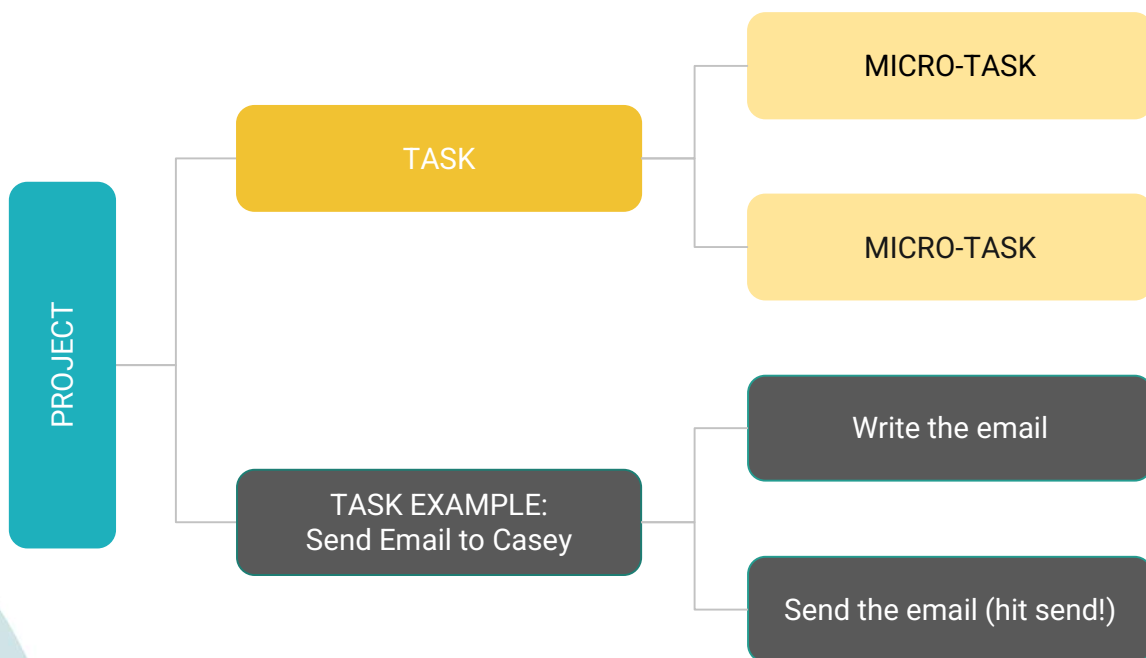 PROJECT
TASK
MICRO-TASK
MICRO-TASK
TASK EXAMPLE:
Send Email to Casey
Write the email
Send the email (hit send!)